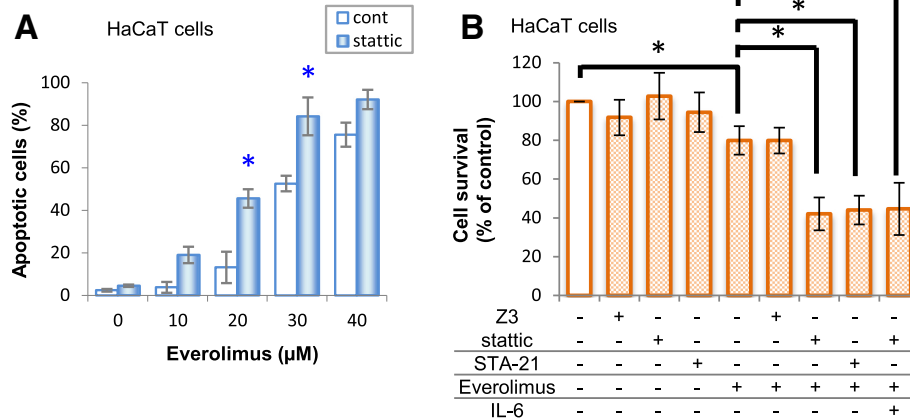 A
HaCaT cells
cont
stattic
Apoptotic cells (%)
100
80
60
40
20
0
*
*
0 10 20 30 40
Everolimus (µM)
B
HaCaT cells
*
*
*
Cell survival
(% of control)
120
100
80
60
40
20
0
Z3 - + - - - + - - -
stattic - - + - - - + - +
STA-21 - - - + - - - + -
Everolimus - - - - + + + + +
IL-6 - - - - - - - - +